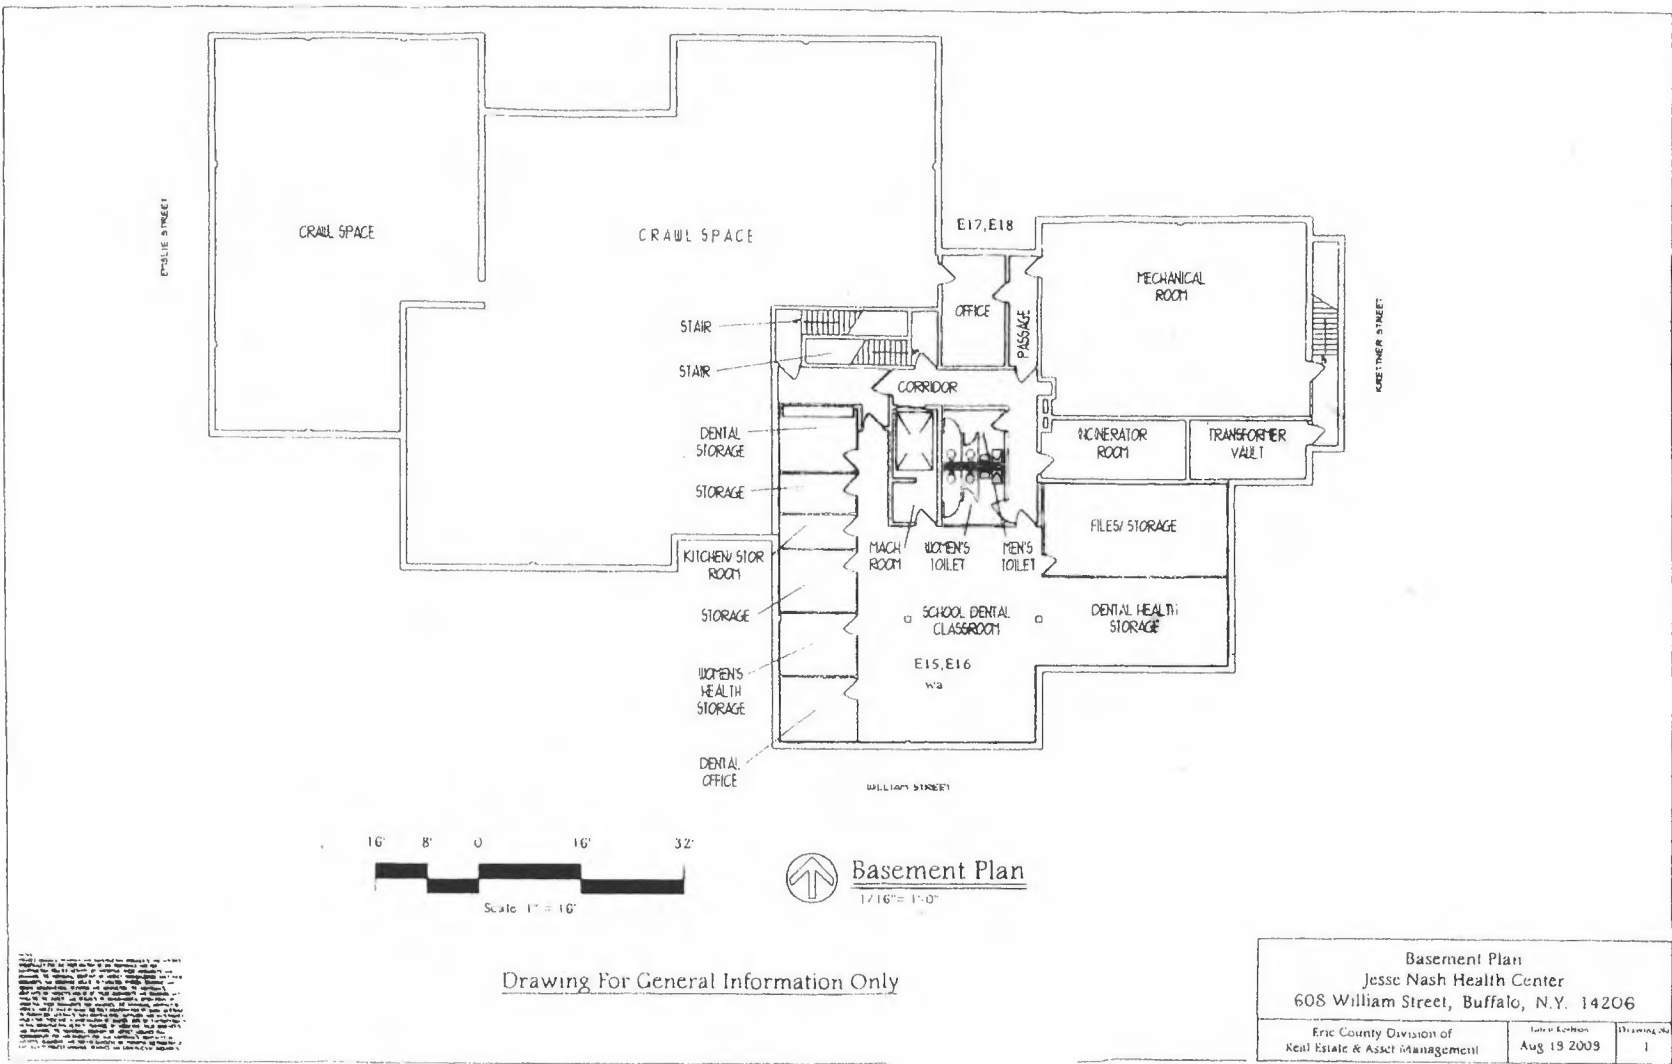 E17,E18
EMSLIE STREET
CRAWL SPACE
CRAWL SPACE
MECHANICAL
ROOM
OFFICE
PASSAGE
KRETTNER STREET
STAIR
STAIR
CORRIDOR
DENTAL
STORAGE
INCINERATOR
ROOM
TRANSFORMER
VAULT
STORAGE
FILES/ STORAGE
KITCHEN/ STOR
ROOM
MACH
ROOM
WOMEN'S
TOILET
MEN'S
TOILET
STORAGE
SCHOOL DENTAL
CLASSROOM
DENTAL HEALTH
STORAGE
E15,E16
WOMEN'S
HEALTH
STORAGE
DENTAL
OFFICE
WILLIAM STREET
16' 8' 0 16' 32'
Scale 1" = 16'
Basement Plan
1/16"= 1'-0"
Drawing For General Information Only
Basement Plan
Jesse Nash Health Center
608 William Street, Buffalo, N.Y. 14206
Erie County Division of
Real Estate & Asset Management
Aug 19 2009
Drawing No
1